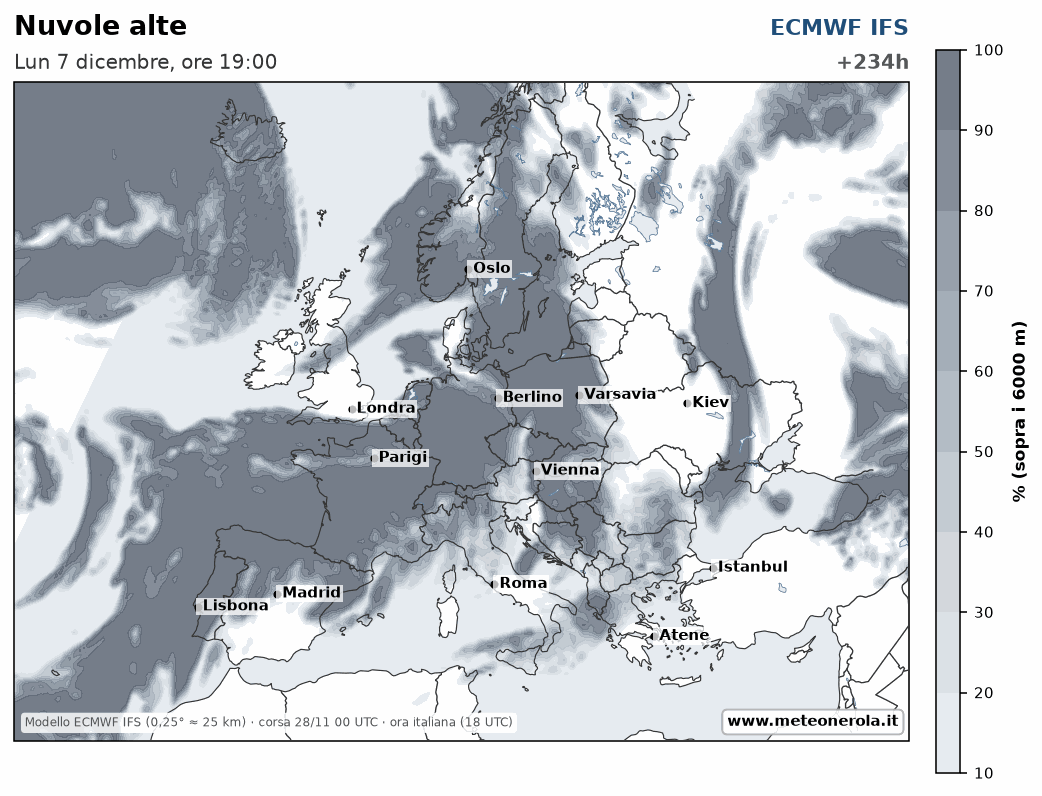 Nuvole alte
ECMWF IFS
Lun 7 dicembre, ore 19:00
+234h
100
90
80
70
60
50
40
30
20
10
% (sopra i 6000 m)
Oslo
Berlino
Varsavia
Kiev
Londra
Parigi
Vienna
Istanbul
Roma
Madrid
Lisbona
Atene
Modello ECMWF IFS (0,25° ≈ 25 km) · corsa 28/11 00 UTC · ora italiana (18 UTC)
www.meteonerola.it